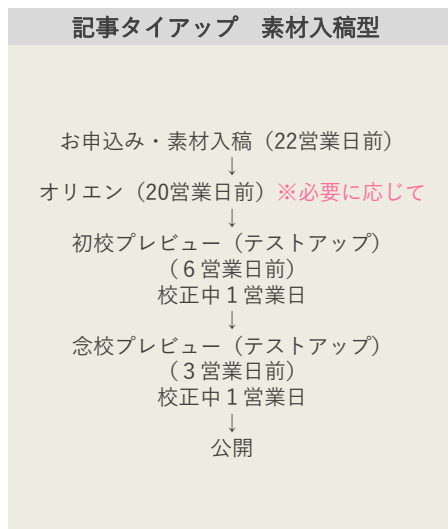 記事タイアップ　素材入稿型
お申込み・素材入稿（22営業日前）
↓
オリエン（20営業日前）※必要に応じて
↓
初校プレビュー（テストアップ）
（６営業日前）
校正中１営業日
↓
念校プレビュー（テストアップ）
（３営業日前）
校正中１営業日
↓
公開